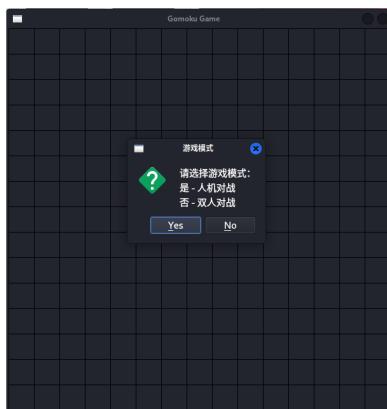 Gomoku Game
游戏模式
请选择游戏模式:
是 - 人机对战
否 - 双人对战
Yes
No